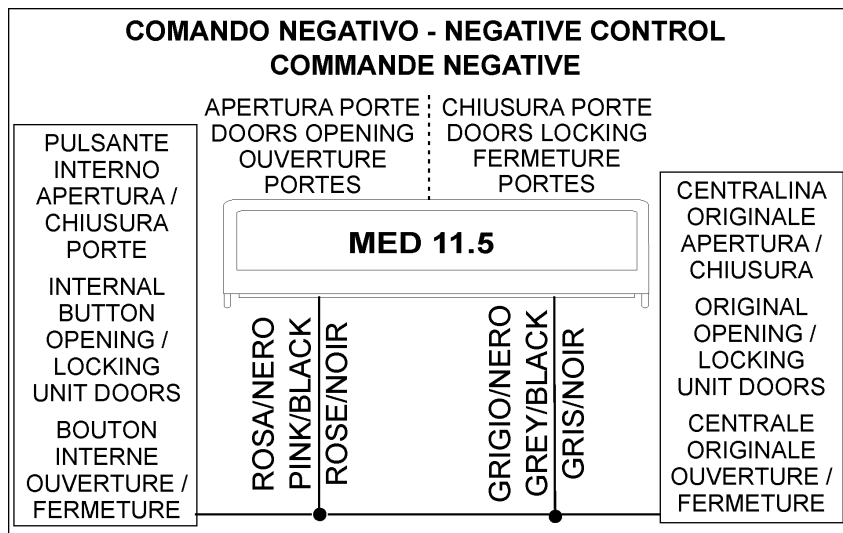 COMANDO NEGATIVO - NEGATIVE CONTROL
COMMANDE NEGATIVE
APERTURA PORTE
DOORS OPENING
OUVERTURE
PORTES
CHIUSURA PORTE
DOORS LOCKING
FERMETURE
PORTES
PULSANTE
INTERNO
APERTURA /
CHIUSURA
PORTE
INTERNAL
BUTTON
OPENING /
LOCKING
UNIT DOORS
BOUTON
INTERNE
OUVERTURE /
FERMETURE
MED 11.5
ROSA/NERO
PINK/BLACK
ROSE/NOIR
GRIGIO/NERO
GREY/BLACK
GRIS/NOIR
CENTRALINA
ORIGINALE
APERTURA /
CHIUSURA
ORIGINAL
OPENING /
LOCKING
UNIT DOORS
CENTRALE
ORIGINALE
OUVERTURE /
FERMETURE